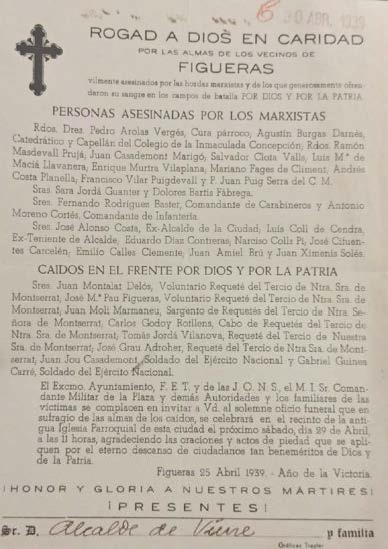 30 ABR. 1939
ROGAD A DIOS EN CARIDAD
POR LAS ALMAS DE LOS VECINOS DE
FIGUERAS
vilmente asesinados por las hordas marxistas y de los que generosamente ofren-
daron su sangre en los campos de batalla POR DIOS Y POR LA PATRIA.
PERSONAS ASESINADAS POR LOS MARXISTAS
Rdos. Dres. Pedro Arolas Vergés, Cura párroco, Agustín Burgas Darnés,
Catedrático y Capellán del Colegio de la Inmaculada Concepción; Rdos. Ramón
Masdevall Prujá, Juan Casademont Marigó, Salvador Clota Valls, Luis M.ª de
Maciá Llavanera, Enrique Murtra Vilaplana, Mariano Pages de Climent, Andrés
Costa Planella, Francisco Vilar Puigdevall y F. Juan Puig Serra del C. M.
Sras. Sara Jordá Guanter y Dolores Bartis Fábrega.
Sres. Fernando Rodrigues Baster, Comandante de Carabineros y Antonio
Moreno Cortés, Comandante de Infantería.
Sres. José Alonso Costa, Ex-Alcalde de la Ciudad; Luis Coll de Cendra,
Ex-Teniente de Alcalde, Eduardo Diaz Contreras, Narciso Colls Pi, José Cifuen-
tes Carcelén, Emilio Calles Clemente, Juan Amiel Brú y Juan Ximenis Solés.
CAIDOS EN EL FRENTE POR DIOS Y POR LA PATRIA
Sres. Juan Montalat Delós, Voluntario Requeté del Tercio de Ntra. Sra. de
Montserrat, José M.ª Pau Figueras, Voluntario Requeté del Tercio de Ntra. Sra. de
Montserrat, Juan Moli Marmaneu, Sargento de Requetés del Tercio de Ntra. Se-
ñora de Montserrat, Carlos Godoy Rotllons, Cabo de Requetés del Tercio de
Ntra. Sra. de Montserrat, Tomás Jordá Vilanova, Requeté del Tercio de Nuestra
Sra. de Montserrat, José Grau Adroher, Requeté del Tercio de Ntra Sra. de Mont-
serrat, Juan Jou Casademont, Soldado del Ejército Nacional y Gabriel Guinea
Carré, Soldado del Ejército Nacional.
El Excmo. Ayuntamiento, F. E. T. y de las J. O. N. S., el M. I. Sr. Coman-
dante Militar de la Plaza y demás Autoridades y los familiares de las
víctimas se complacen en invitar a Vd. al solemne oficio funeral que en
sufragio de las almas de los caidos, se celebrará en el recinto de la anti-
gua Iglesia Parroquial de esta ciudad el próximo sábado, día 29 de Abril,
a las 11 horas, agradeciendo las oraciones y actos de piedad que se apli-
quen por el eterno descanso de ciudadanos tan beneméritos de Dios y
de la Patria.
Figueras 25 Abril 1939. - Año de la Victoria.
¡HONOR Y GLORIA A NUESTROS MÁRTIRES!
¡PRESENTES!
Sr. D. Alcalde de Viure y familia
Gráficas Trayter